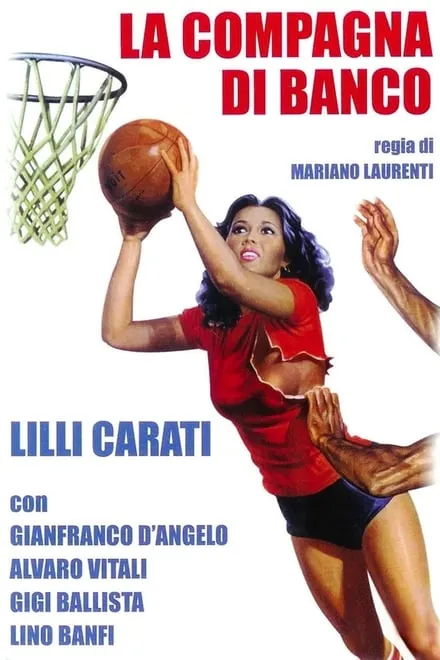 LA COMPAGNA
DI BANCO
regia di
MARIANO LAURENTI
LILLI CARATI
con
GIANFRANCO D'ANGELO
ALVARO VITALI
GIGI BALLISTA
LINO BANFI